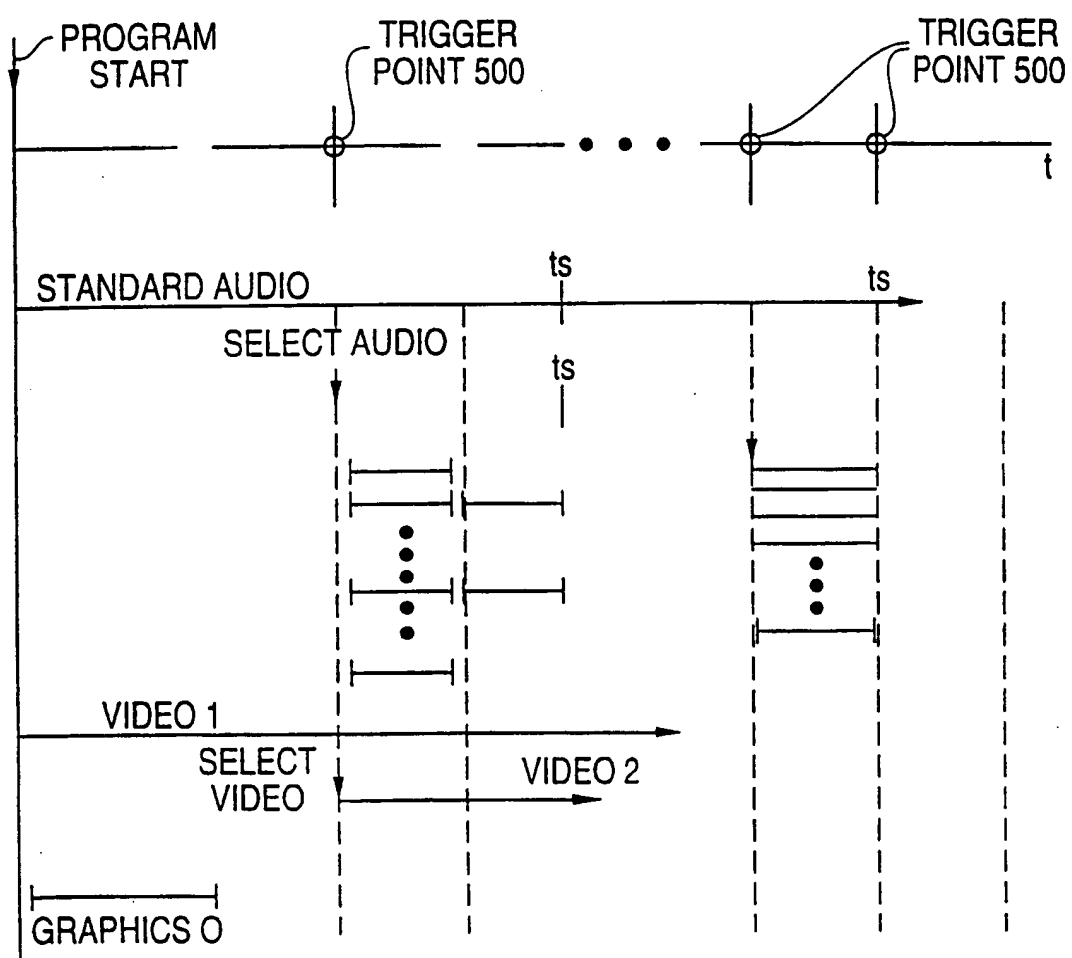 PROGRAM
START
TRIGGER
POINT 500
TRIGGER
POINT 500
t
STANDARD AUDIO
ts
ts
SELECT AUDIO
ts
VIDEO 1
SELECT
VIDEO
VIDEO 2
GRAPHICS O